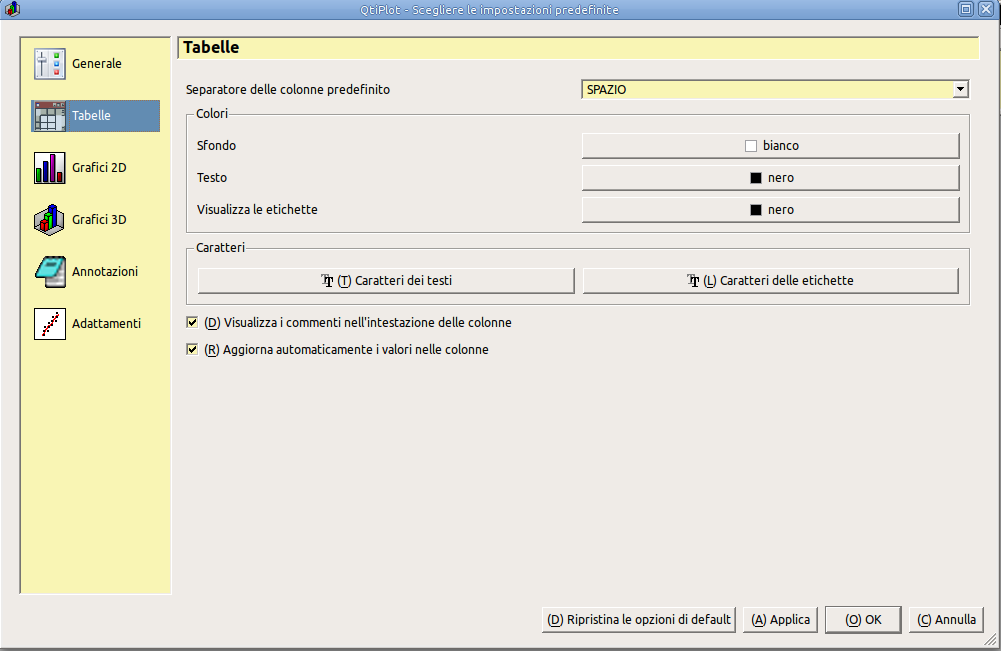 QtiPlot - Scegliere le impostazioni predefinite
Generale
Tabelle
Grafici 2D
Grafici 3D
Annotazioni
Adattamenti
Tabelle
Separatore delle colonne predefinito
SPAZIO
Colori
Sfondo
bianco
Testo
nero
Visualizza le etichette
nero
Caratteri
(T) Caratteri dei testi
(L) Caratteri delle etichette
(D) Visualizza i commenti nell'intestazione delle colonne
(R) Aggiorna automaticamente i valori nelle colonne
(D) Ripristina le opzioni di default
(A) Applica
(O) OK
(C) Annulla